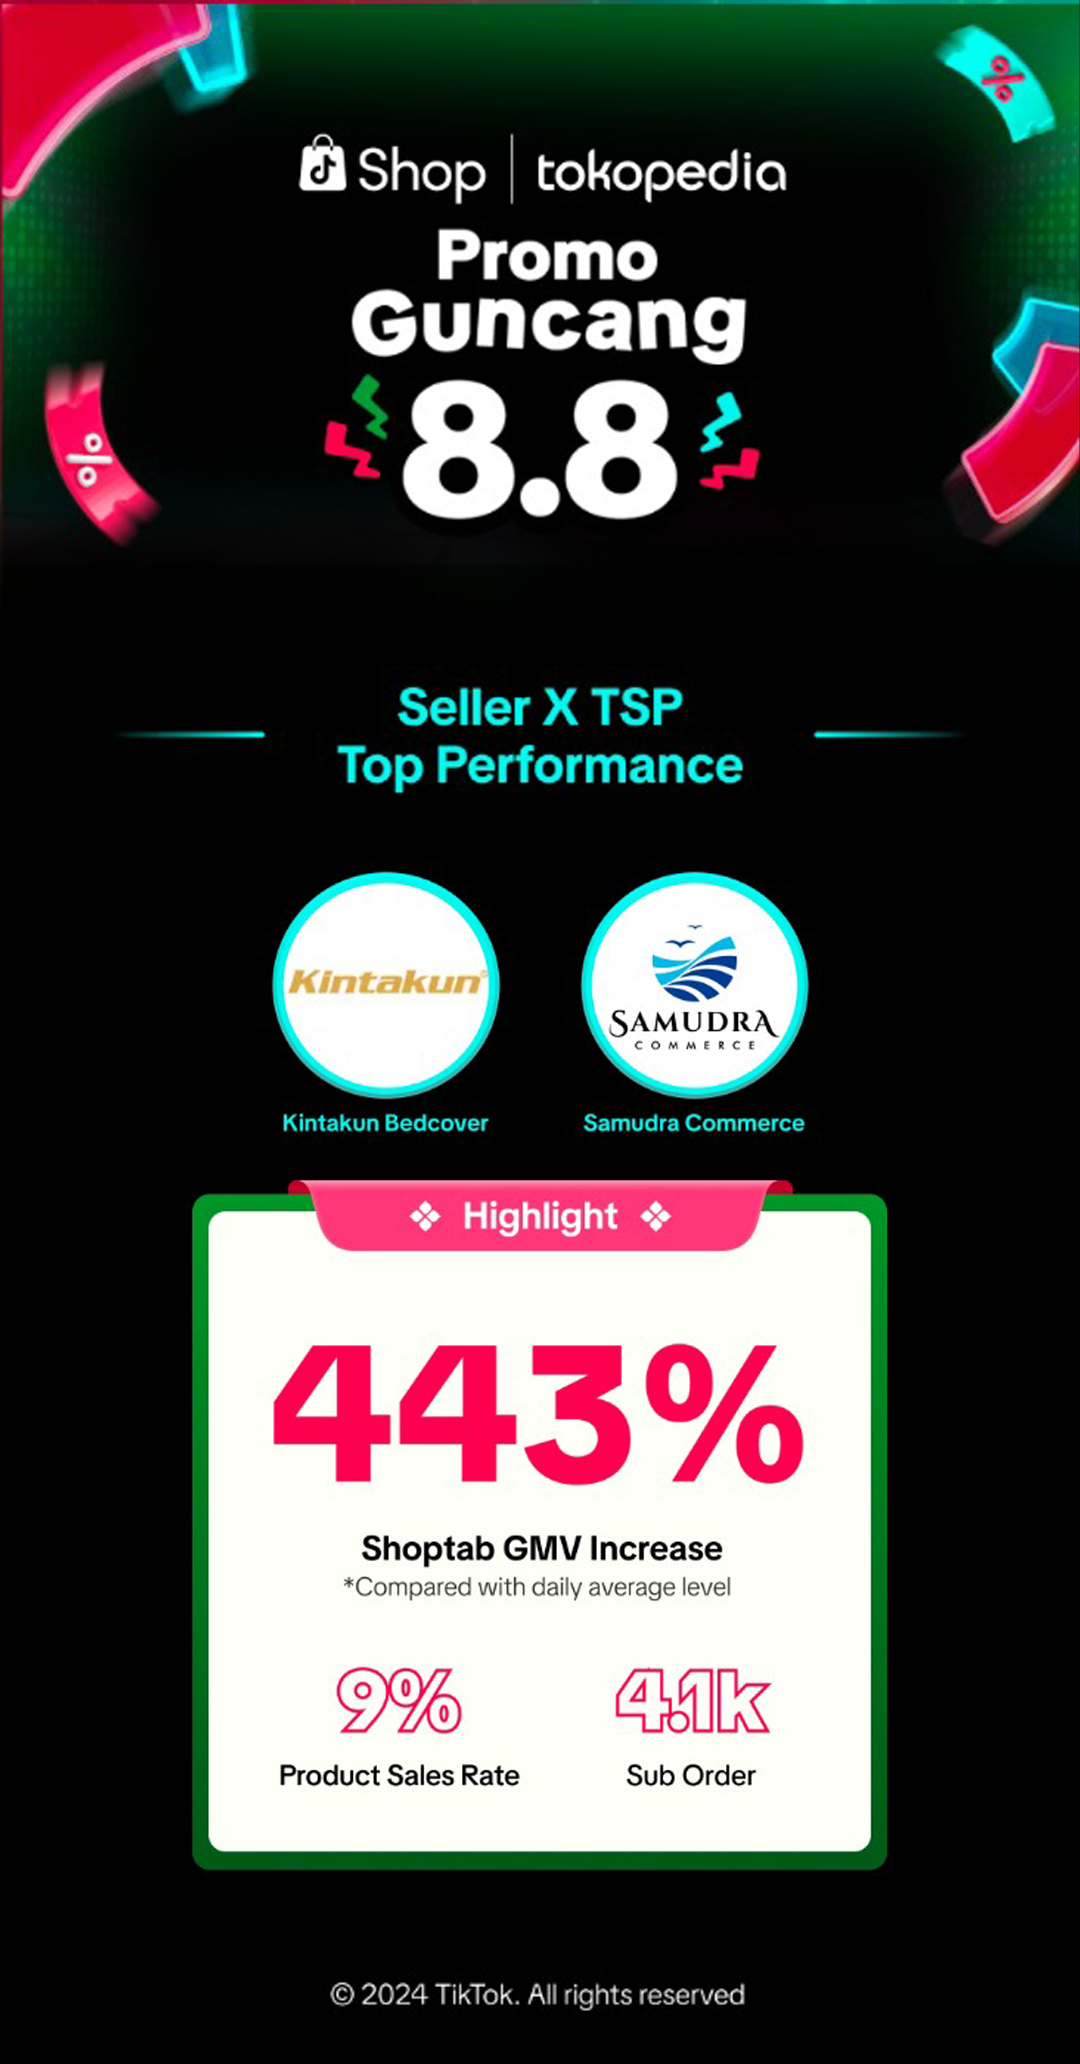 Shop | tokopedia
Promo
Guncang
8.8
Seller X TSP
Top Performance
Kintakun®
SAMUDRA
COMMERCE
Kintakun Bedcover
Samudra Commerce
Highlight
443%
Shoptab GMV Increase
*Compared with daily average level
9%
4.1k
Product Sales Rate
Sub Order
© 2024 TikTok. All rights reserved